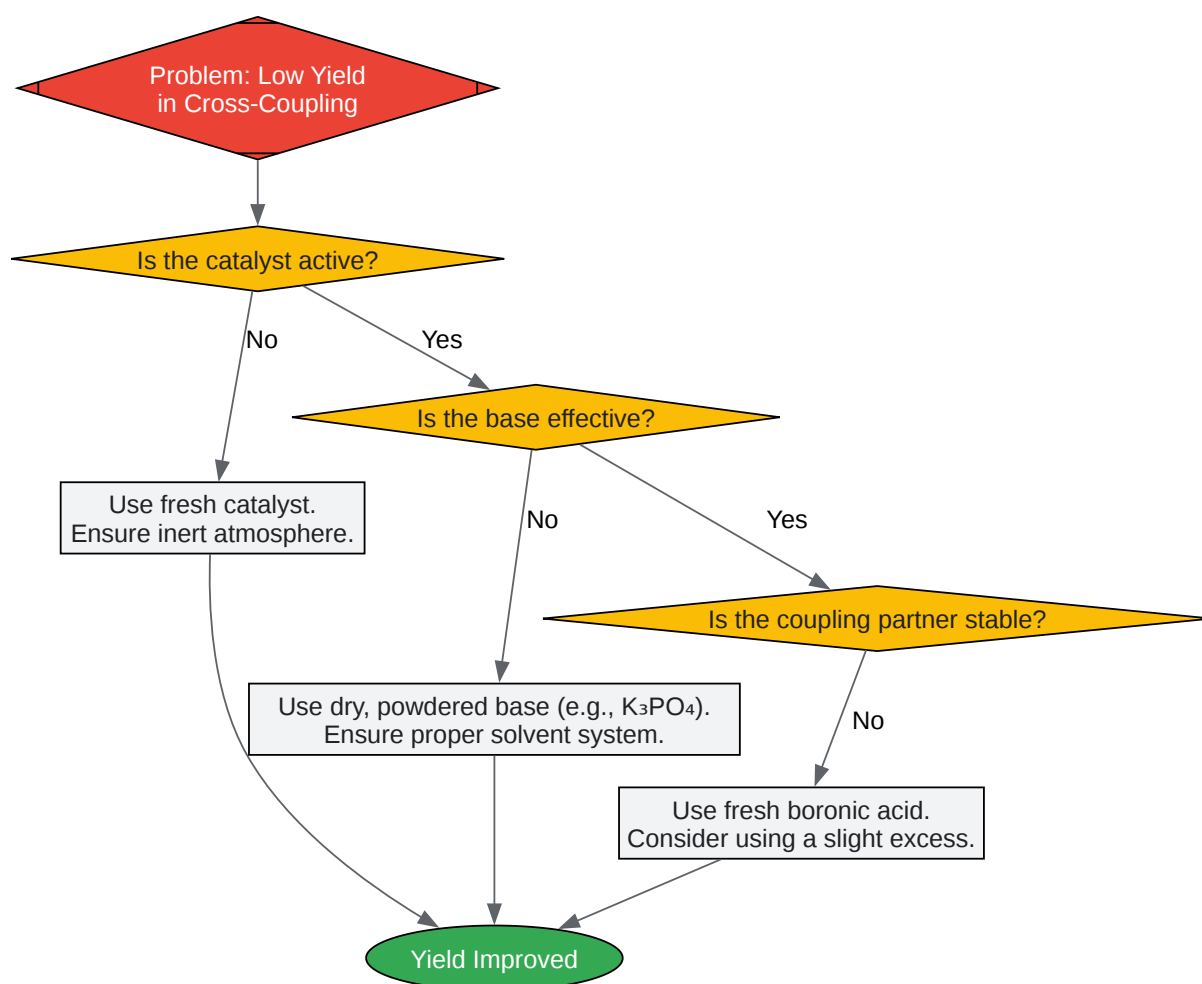 Problem: Low Yield
in Cross-Coupling
Is the catalyst active?
No
Yes
Is the base effective?
Use fresh catalyst.
Ensure inert atmosphere.
No
Yes
Is the coupling partner stable?
Use dry, powdered base (e.g., K₃PO₄).
Ensure proper solvent system.
No
Use fresh boronic acid.
Consider using a slight excess.
Yield Improved